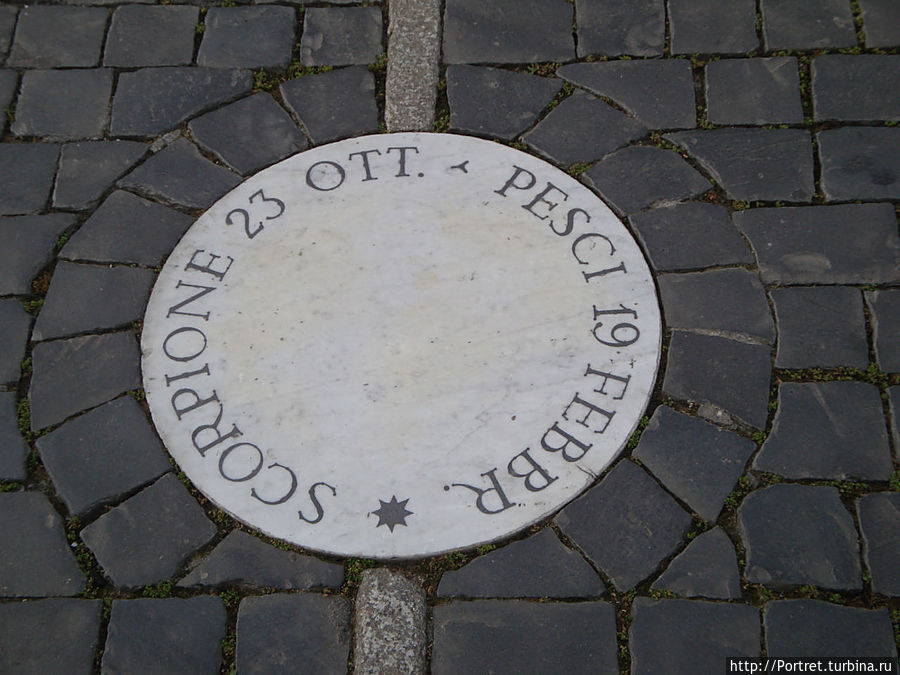 SCORPIONE 23 OTT. - PESCI 19 FEBBR.
http://Portret.turbina.ru